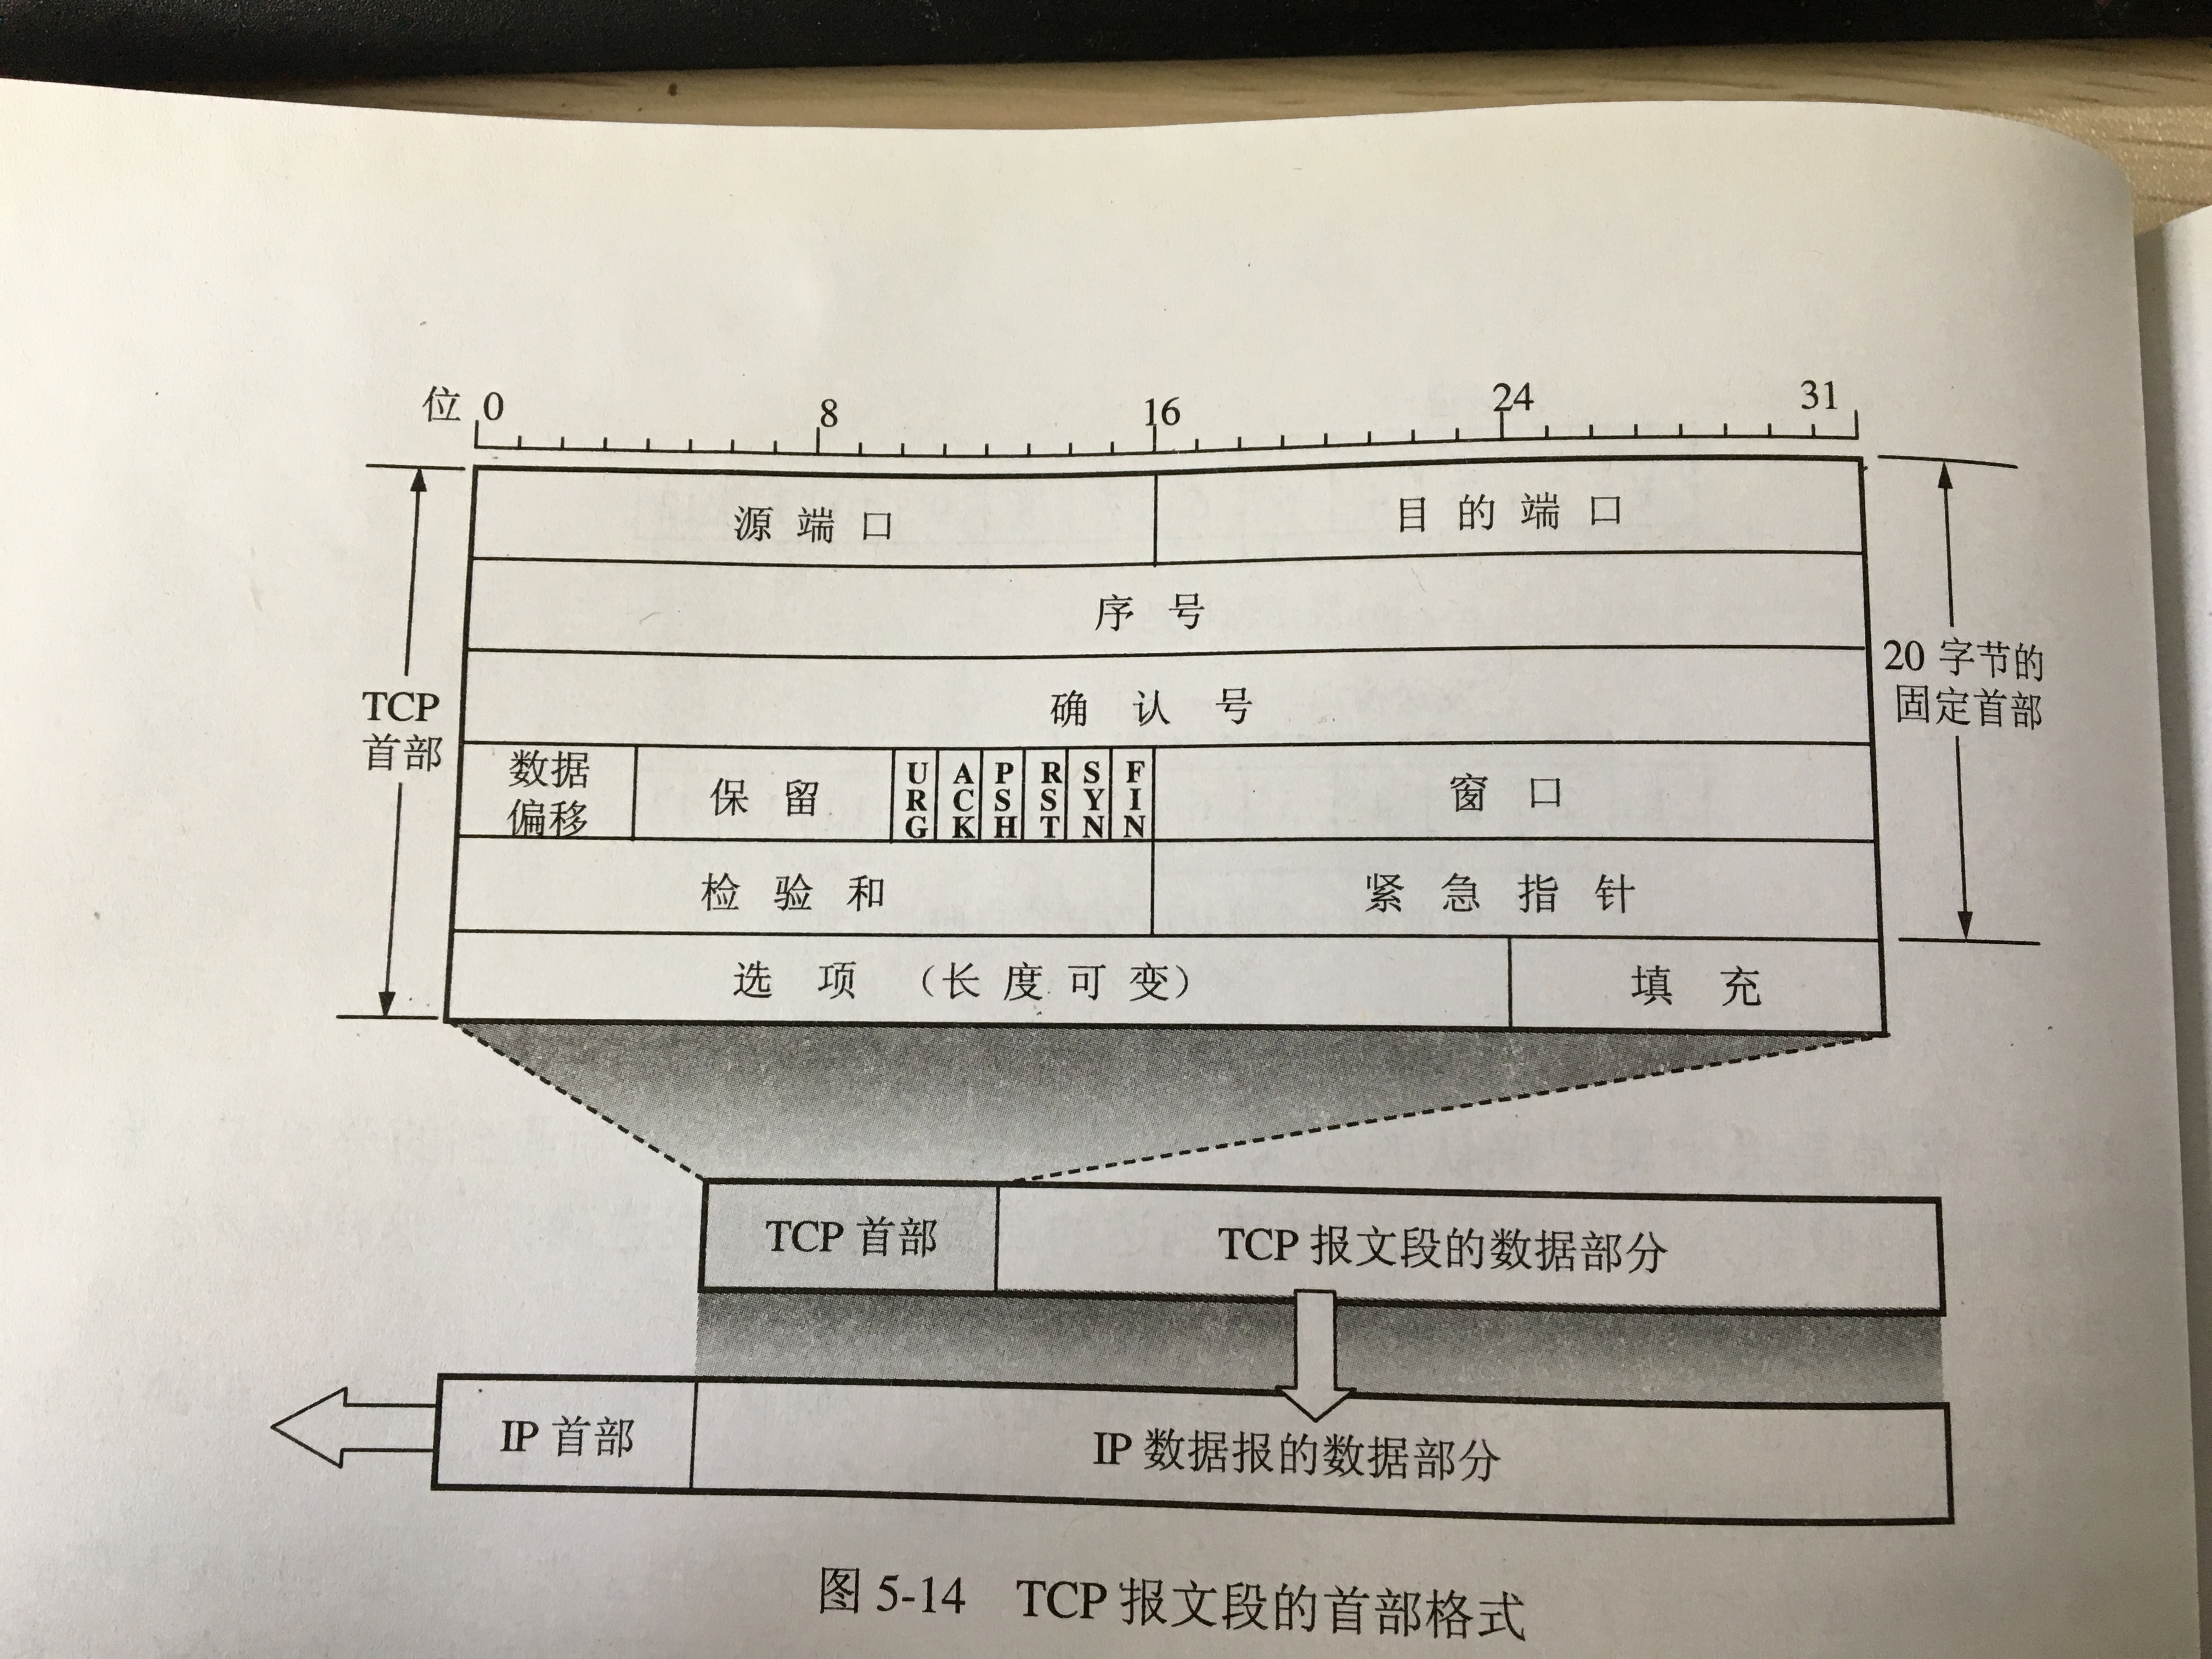 位 0 8 16 24 31
源端口 目的端口
序号
确认号
TCP
首部
20 字节的
固定首部
数据
偏移
保留 URG ACK PSH RST SYN FIN 窗口
检验和 紧急指针
选项（长度可变） 填充
TCP 首部 TCP 报文段的数据部分
IP 首部 IP 数据报的数据部分
图 5-14 TCP 报文段的首部格式